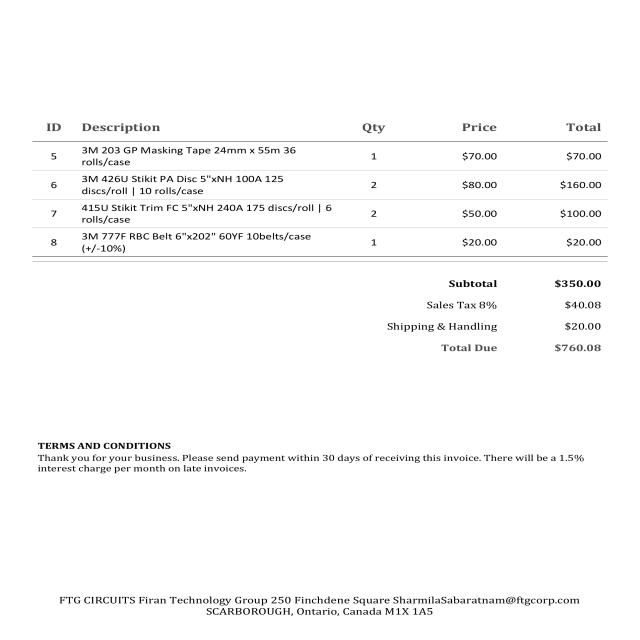 ID Description Qty Price Total
5 3M 203 GP Masking Tape 24mm x 55m 36 1 $70.00 $70.00
rolls/case
6 3M 426U Stikit PA Disc 5"xNH 100A 125 2 $80.00 $160.00
discs/roll | 10 rolls/case
7 415U Stikit Trim FC 5"xNH 240A 175 discs/roll | 6 2 $50.00 $100.00
rolls/case
8 3M 777F RBC Belt 6"x202" 60YF 10belts/case 1 $20.00 $20.00
(+/-10%)
Subtotal $350.00
Sales Tax 8% $40.08
Shipping & Handling $20.00
Total Due $760.08
TERMS AND CONDITIONS
Thank you for your business. Please send payment within 30 days of receiving this invoice. There will be a 1.5%
interest charge per month on late invoices.
FTG CIRCUITS Firan Technology Group 250 Finchdene Square SharmilaSabaratnam@ftgcorp.com
SCARBOROUGH, Ontario, Canada M1X 1A5